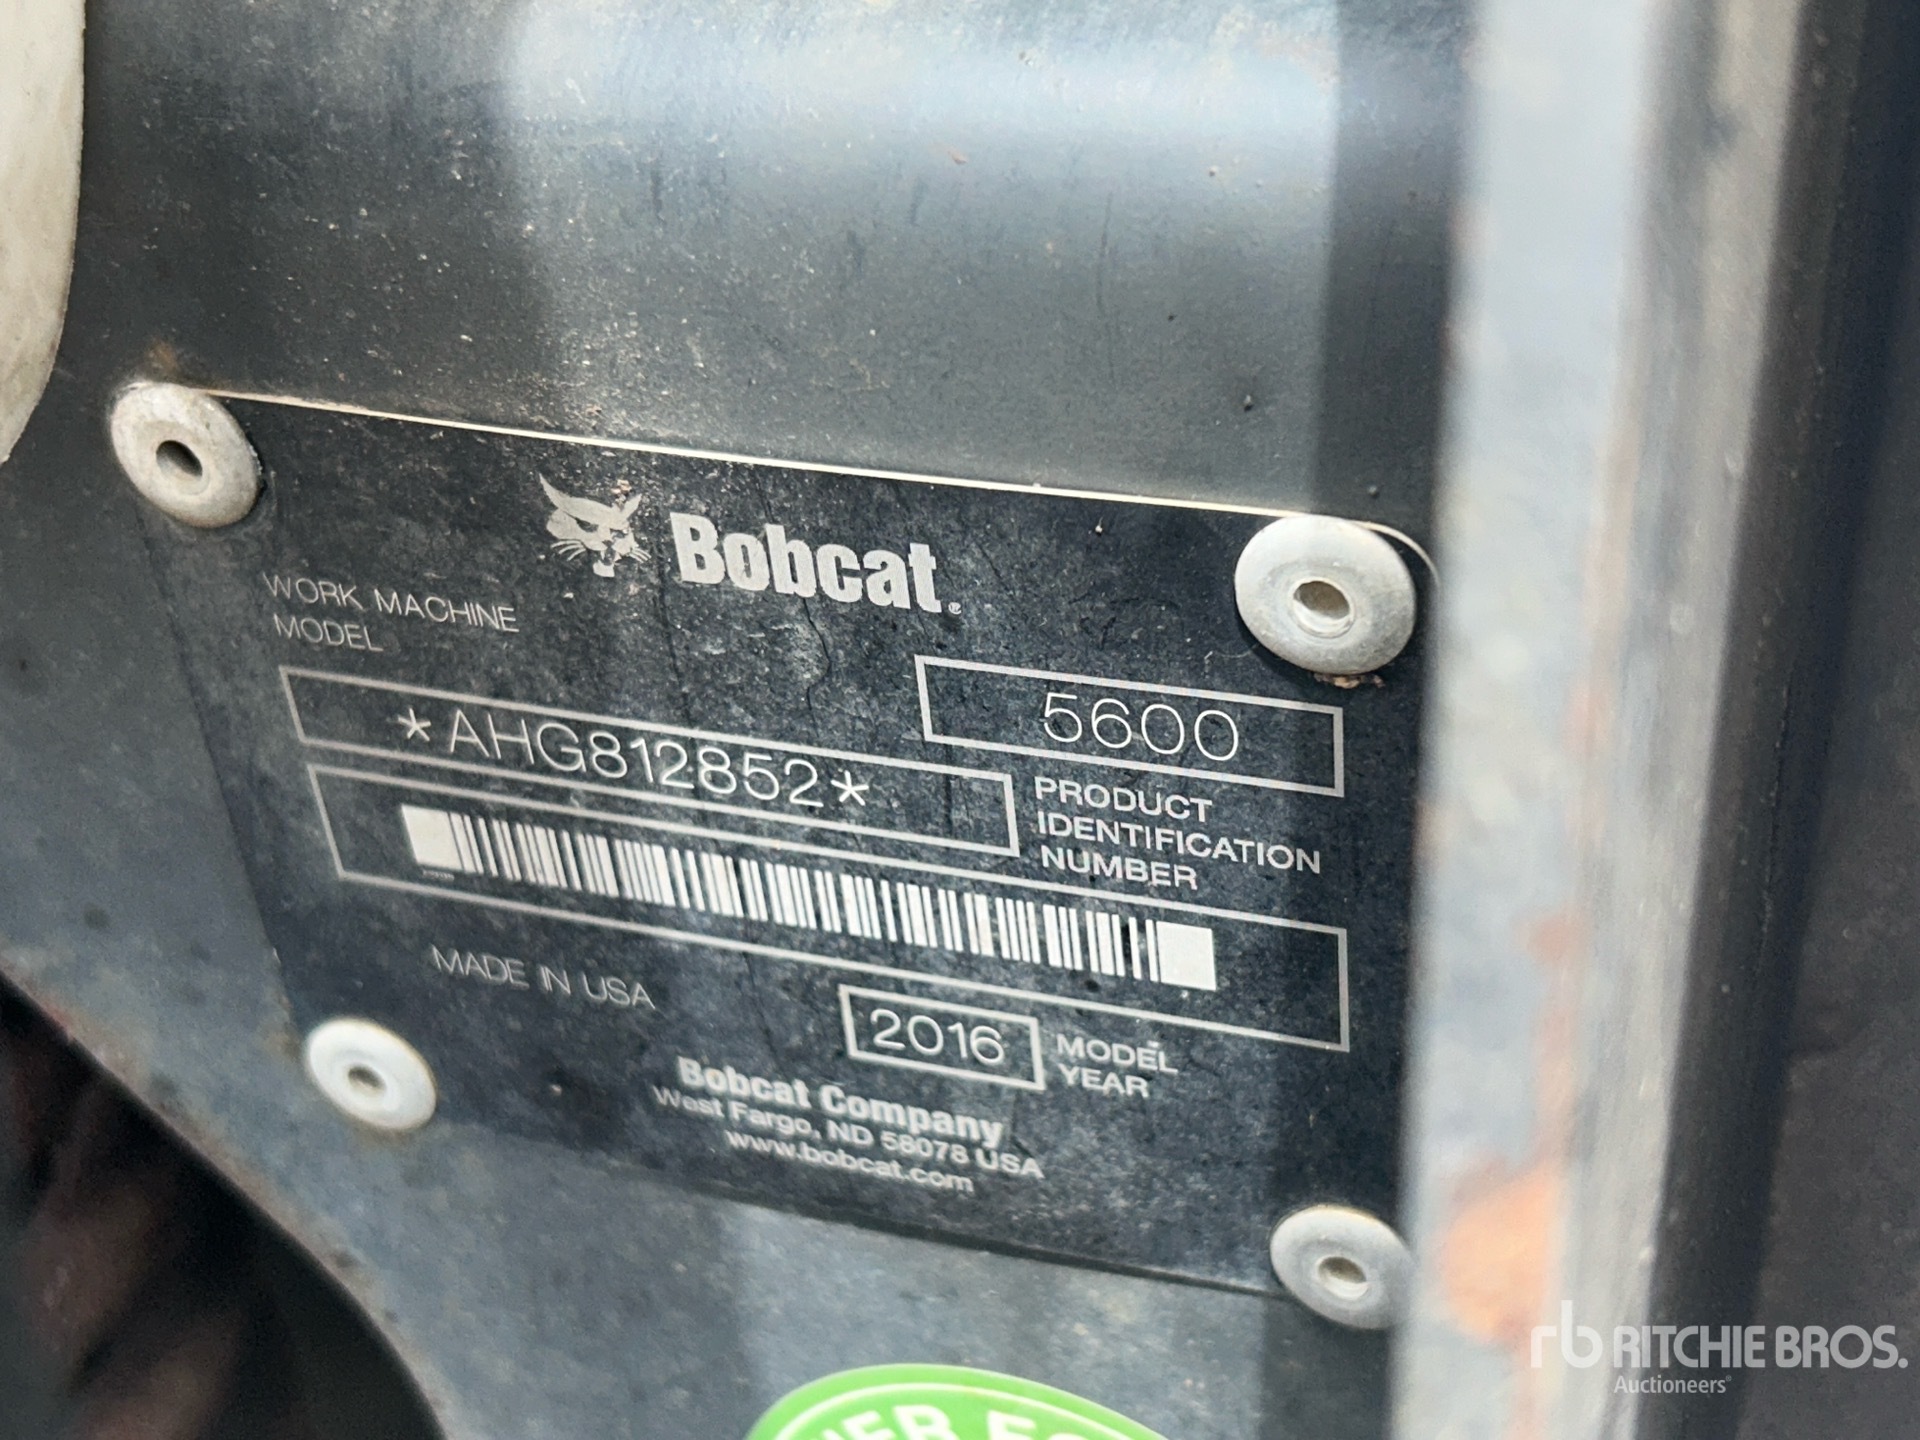 Bobcat®
WORK MACHINE
MODEL
5600
*AHG812852*
PRODUCT
IDENTIFICATION
NUMBER
MADE IN USA
2016
MODEL
YEAR
Bobcat Company
West Fargo, ND 58078 USA
www.bobcat.com
rb RITCHIE BROS.
Auctioneers®